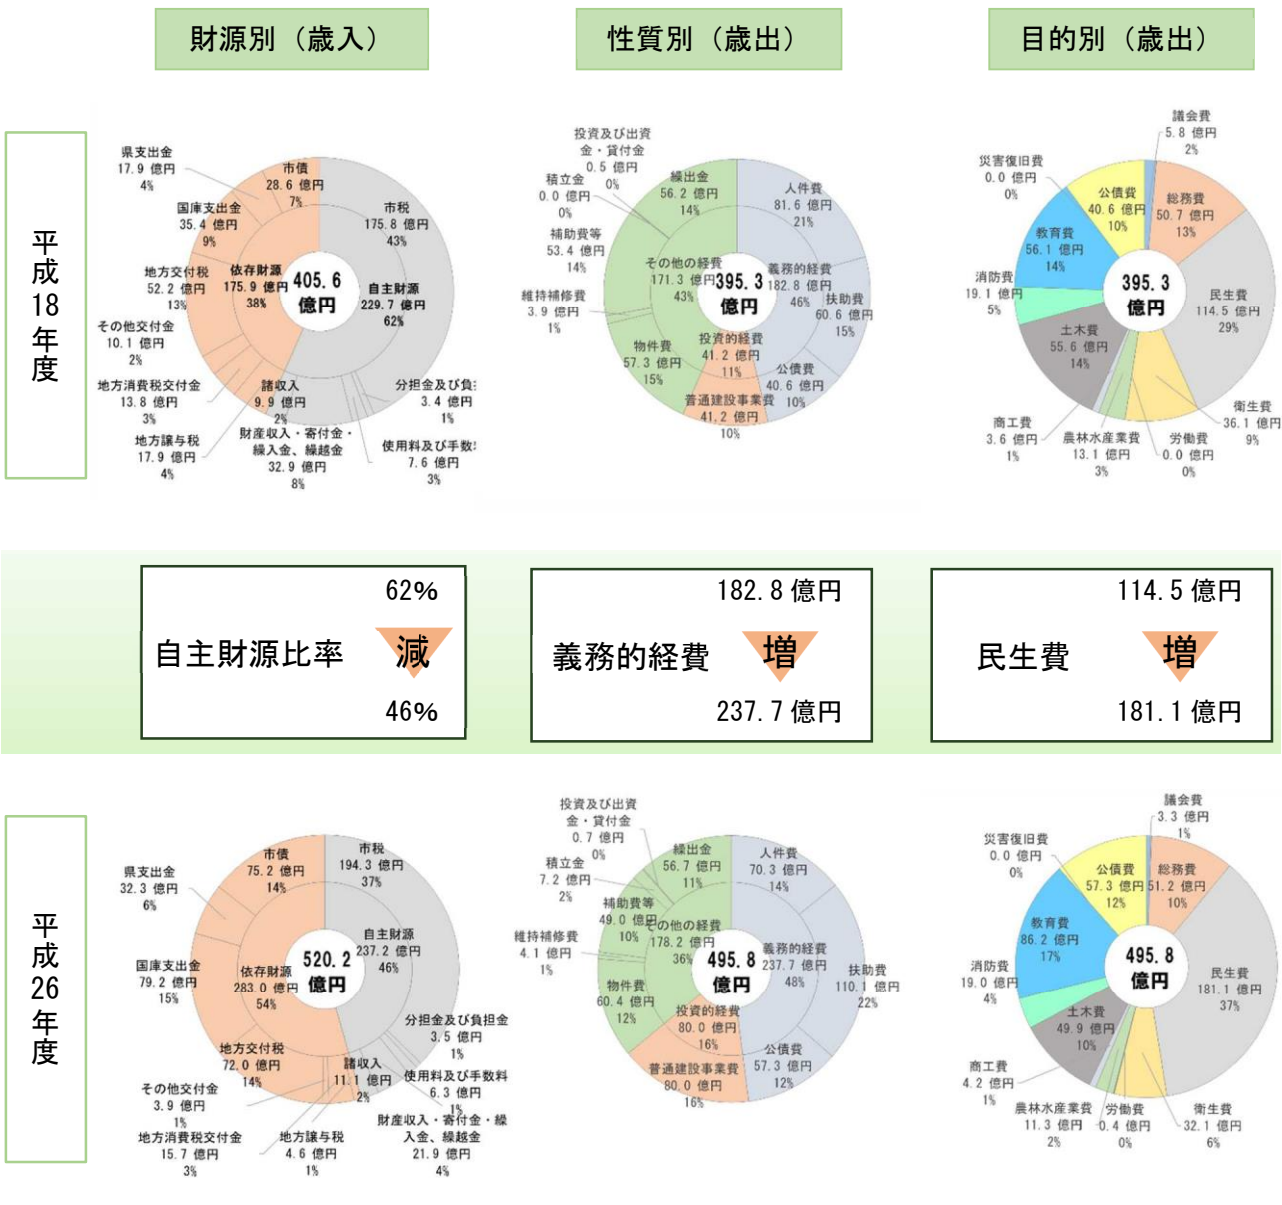 財源別（歳入）
性質別（歳出）
目的別（歳出）
平成18年度
県支出金
17.9 億円
4%
市債
28.6 億円
7%
国庫支出金
35.4 億円
9%
市税
175.8 億円
43%
地方交付税
52.2 億円
13%
依存財源
175.9 億円
38%
405.6
億円
自主財源
229.7 億円
62%
その他交付金
10.1 億円
2%
地方消費税交付金
13.8 億円
3%
地方譲与税
17.9 億円
4%
諸収入
9.9 億円
2%
財産収入・寄付金・
繰入金、繰越金
32.9 億円
8%
分担金及び負
3.4 億円
1%
使用料及び手数
7.6 億円
3%
投資及び出資
金・貸付金
0.5 億円
0%
積立金
0.0 億円
0%
繰出金
56.2 億円
14%
人件費
81.6 億円
21%
補助費等
53.4 億円
14%
その他の経費
171.3 億円
43%
395.3
億円
義務的経費
182.8 億円
46%
扶助費
60.6 億円
15%
維持補修費
3.9 億円
1%
物件費
57.3 億円
15%
投資的経費
41.2 億円
11%
公債費
40.6 億円
10%
普通建設事業費
41.2 億円
10%
議会費
5.8 億円
2%
災害復旧費
0.0 億円
0%
公債費
40.6 億円
10%
総務費
50.7 億円
13%
教育費
56.1 億円
14%
消防費
19.1 億円
5%
395.3
億円
民生費
114.5 億円
29%
土木費
55.6 億円
14%
商工費
3.6 億円
1%
農林水産業費
13.1 億円
3%
労働費
0.0 億円
0%
衛生費
36.1 億円
9%
62%
自主財源比率
減
46%
182.8 億円
義務的経費
増
237.7 億円
114.5 億円
民生費
増
181.1 億円
平成26年度
県支出金
32.3 億円
6%
市債
75.2 億円
14%
市税
194.3 億円
37%
国庫支出金
79.2 億円
15%
依存財源
283.0 億円
54%
520.2
億円
自主財源
237.2 億円
46%
地方交付税
72.0 億円
14%
その他交付金
3.9 億円
1%
地方消費税交付金
15.7 億円
3%
地方譲与税
4.6 億円
1%
諸収入
11.1 億円
2%
分担金及び負担金
3.5 億円
1%
使用料及び手数料
6.3 億円
1%
財産収入・寄付金・繰
入金、繰越金
21.9 億円
4%
投資及び出資
金・貸付金
0.7 億円
0%
積立金
7.2 億円
2%
繰出金
56.7 億円
11%
人件費
70.3 億円
14%
補助費等
49.0 億円
10%
その他の経費
178.2 億円
36%
維持補修費
4.1 億円
1%
495.8
億円
義務的経費
237.7 億円
48%
扶助費
110.1 億円
22%
物件費
60.4 億円
12%
投資的経費
80.0 億円
16%
公債費
57.3 億円
12%
普通建設事業費
80.0 億円
16%
議会費
3.3 億円
1%
災害復旧費
0.0 億円
0%
公債費
57.3 億円
12%
総務費
51.2 億円
10%
教育費
86.2 億円
17%
消防費
19.0 億円
4%
495.8
億円
民生費
181.1 億円
37%
土木費
49.9 億円
10%
商工費
4.2 億円
1%
農林水産業費
11.3 億円
2%
労働費
0.4 億円
0%
衛生費
32.1 億円
6%